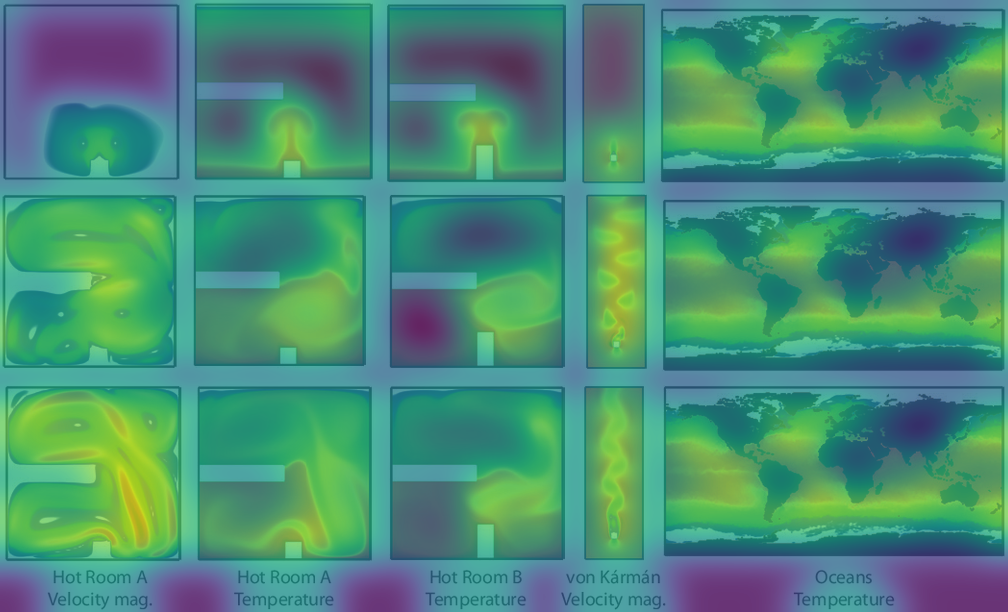 Hot Room A
Velocity mag.
Hot Room A
Temperature
Hot Room B
Temperature
von Kármán
Velocity mag.
Oceans
Temperature